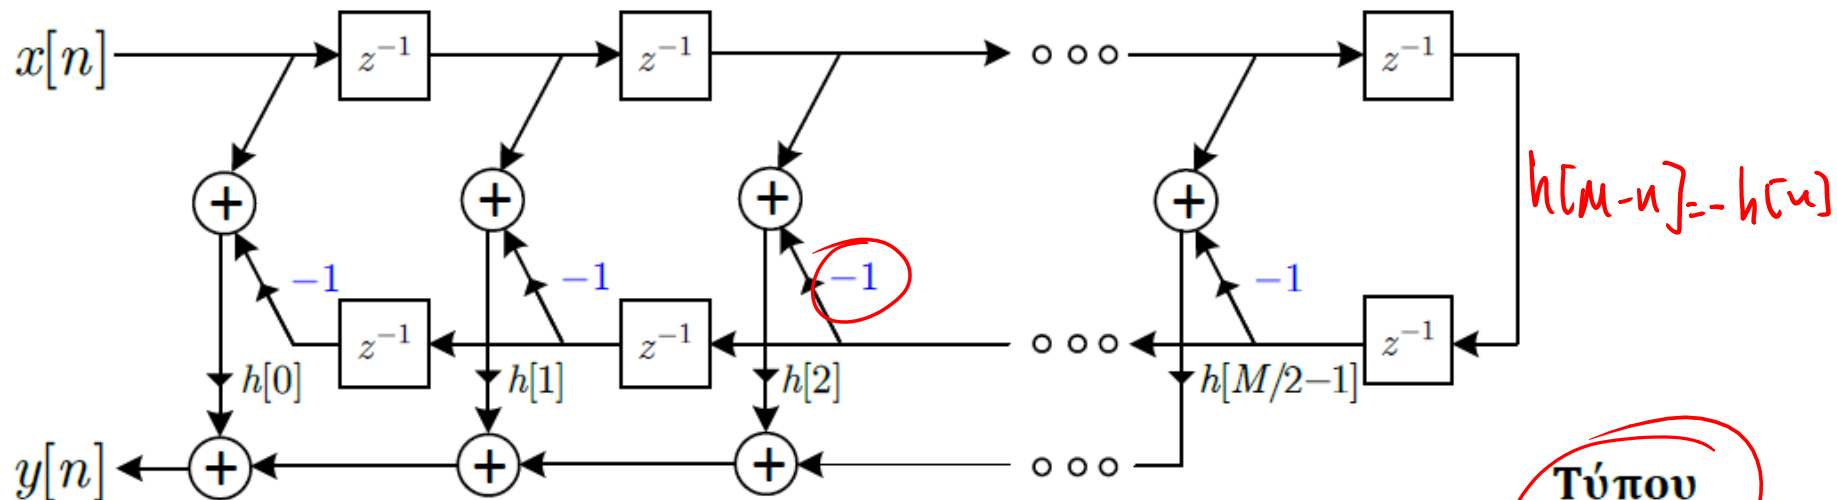 x[n] z⁻¹ z⁻¹ z⁻¹
+ + + +
h[M-n]=-h[n]
−1 −1 −1 −1
z⁻¹ z⁻¹ z⁻¹
h[0] h[1] h[2] h[M/2−1]
y[n] + + +
Τύπου